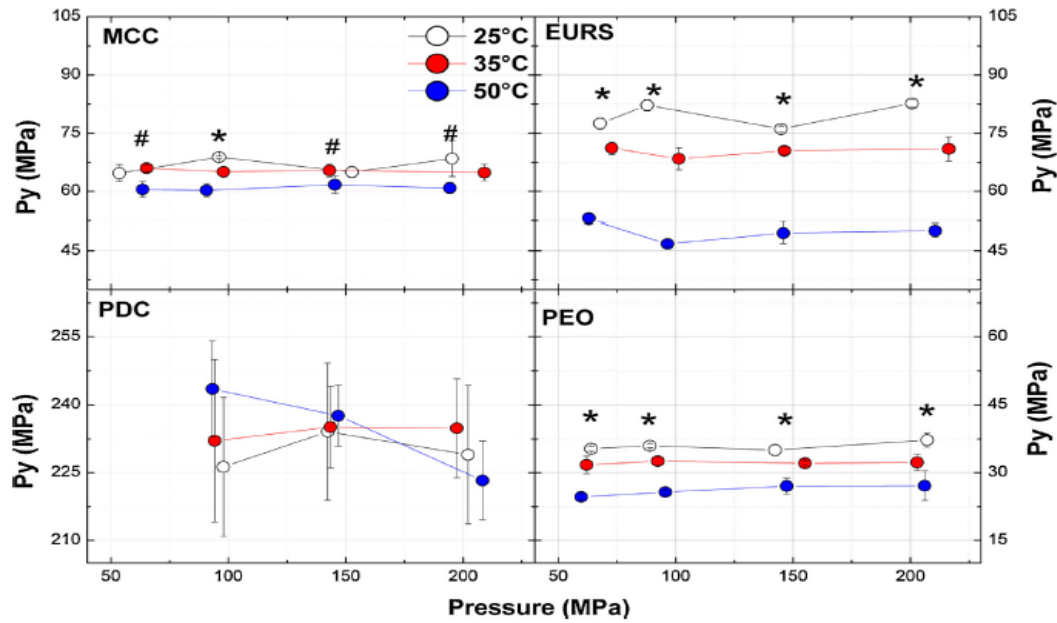 MCC
25°C
35°C
50°C
EURS
PDC
PEO
105
90
75
60
45
Py (MPa)
# * # #
* * * *
105
90
75
60
45
Py (MPa)
255
240
225
210
Py (MPa)
* * * *
60
45
30
15
Py (MPa)
50 100 150 200
50 100 150 200
Pressure (MPa)